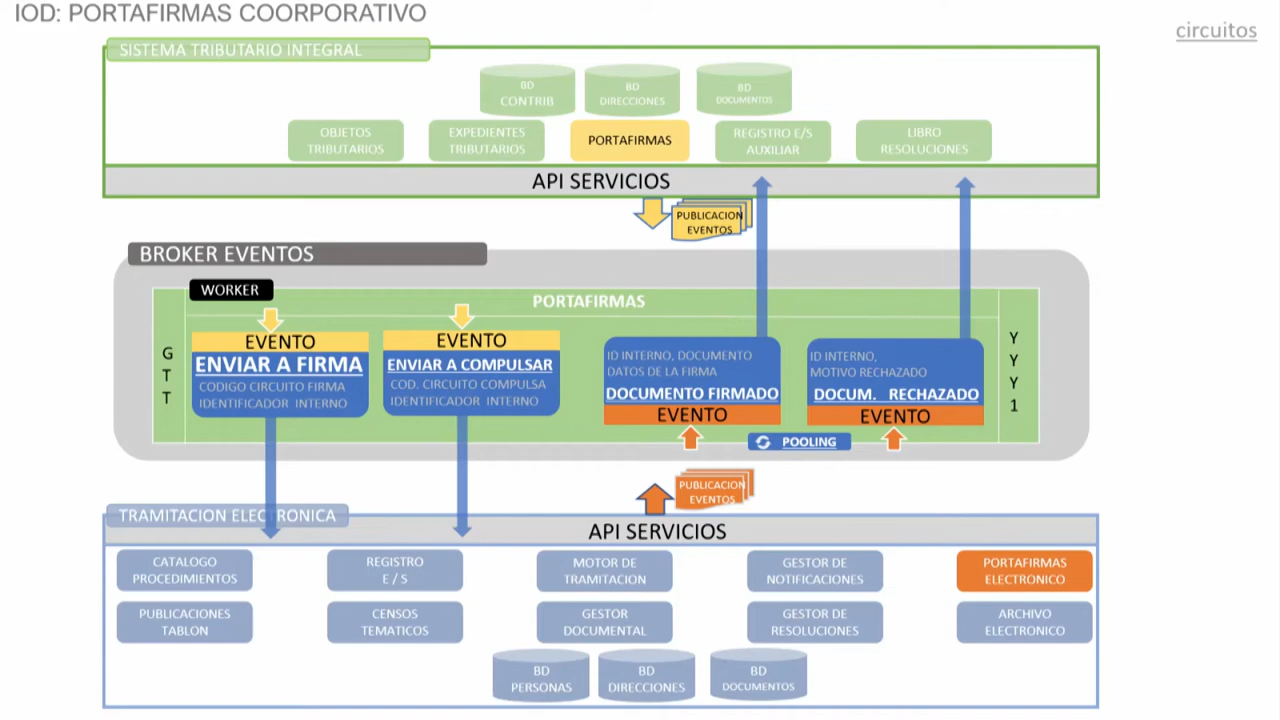 IOD: PORTAFIRMAS COORPORATIVO
circuitos
SISTEMA TRIBUTARIO INTEGRAL
BD
CONTRIB
BD
DIRECCIONES
BD
DOCUMENTOS
OBJETOS
TRIBUTARIOS
EXPEDIENTES
TRIBUTARIOS
PORTAFIRMAS
REGISTRO E/S
AUXILIAR
LIBRO
RESOLUCIONES
API SERVICIOS
PUBLICACION
EVENTOS
BROKER EVENTOS
WORKER
PORTAFIRMAS
GTT
EVENTO
ENVIAR A FIRMA
CODIGO CIRCUITO FIRMA
IDENTIFICADOR INTERNO
EVENTO
ENVIAR A COMPULSAR
COD. CIRCUITO COMPULSA
IDENTIFICADOR INTERNO
ID INTERNO, DOCUMENTO
DATOS DE LA FIRMA
DOCUMENTO FIRMADO
EVENTO
ID INTERNO,
MOTIVO RECHAZADO
DOCUM. RECHAZADO
EVENTO
YYY1
POOLING
PUBLICACION
EVENTOS
TRAMITACION ELECTRONICA
API SERVICIOS
CATALOGO
PROCEDIMIENTOS
REGISTRO
E / S
MOTOR DE
TRAMITACION
GESTOR DE
NOTIFICACIONES
PORTAFIRMAS
ELECTRONICO
PUBLICACIONES
TABLON
CENSOS
TEMATICOS
GESTOR
DOCUMENTAL
GESTOR DE
RESOLUCIONES
ARCHIVO
ELECTRONICO
BD
PERSONAS
BD
DIRECCIONES
BD
DOCUMENTOS